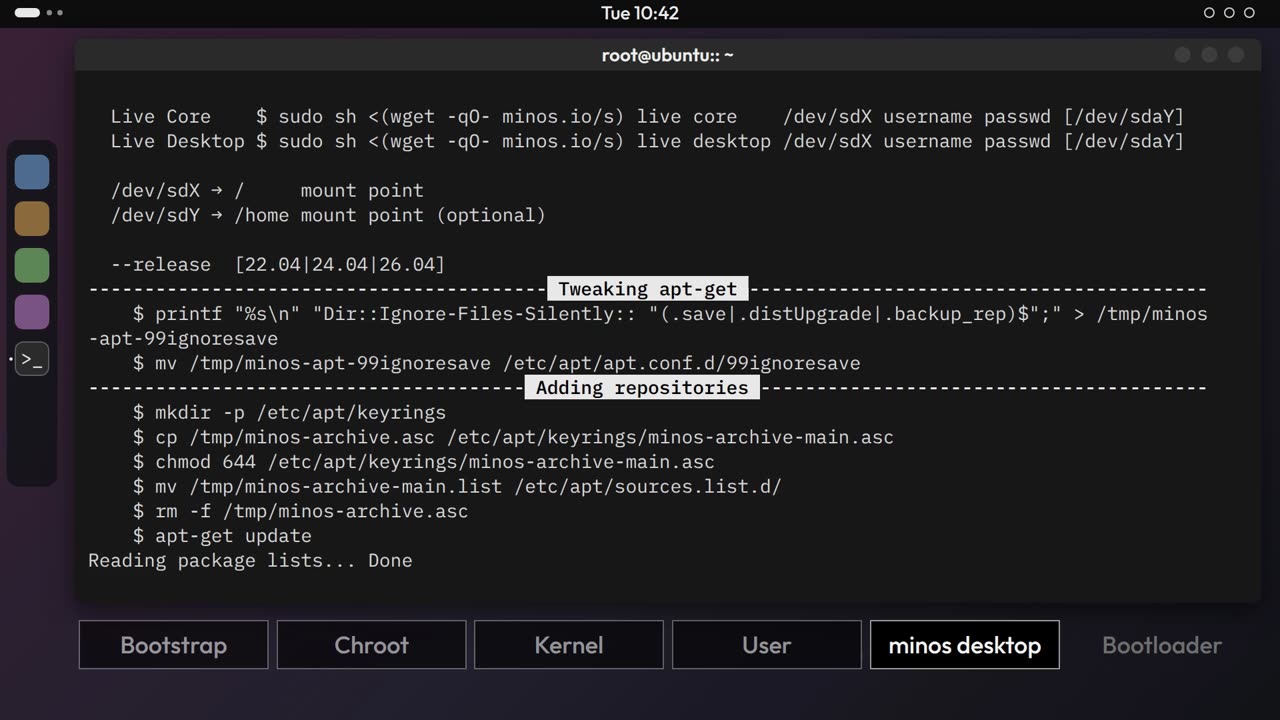 Tue 10:42
root@ubuntu:: ~
Live Core    $ sudo sh <(wget -qO- minos.io/s) live core    /dev/sdX username passwd [/dev/sdaY]
Live Desktop $ sudo sh <(wget -qO- minos.io/s) live desktop /dev/sdX username passwd [/dev/sdaY]
/dev/sdX → /     mount point
/dev/sdY → /home mount point (optional)
--release  [22.04|24.04|26.04]
Tweaking apt-get
$ printf "%s\n" "Dir::Ignore-Files-Silently:: "(.save|.distUpgrade|.backup_rep)$";" > /tmp/minos
-apt-99ignoresave
$ mv /tmp/minos-apt-99ignoresave /etc/apt/apt.conf.d/99ignoresave
Adding repositories
$ mkdir -p /etc/apt/keyrings
$ cp /tmp/minos-archive.asc /etc/apt/keyrings/minos-archive-main.asc
$ chmod 644 /etc/apt/keyrings/minos-archive-main.asc
$ mv /tmp/minos-archive-main.list /etc/apt/sources.list.d/
$ rm -f /tmp/minos-archive.asc
$ apt-get update
Reading package lists... Done
>_
Bootstrap Chroot Kernel User minos desktop Bootloader